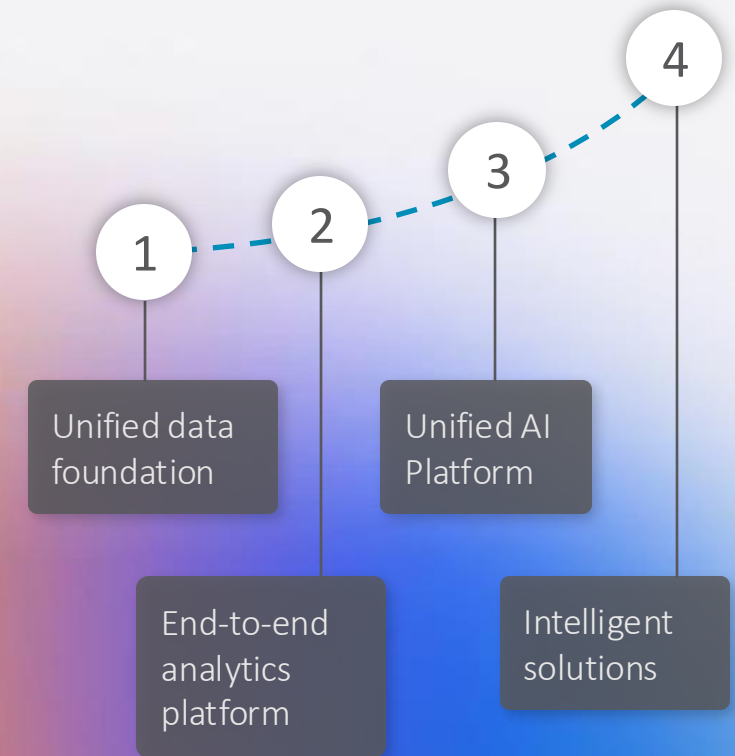 1
Unified data
foundation
2
End-to-end
analytics
platform
3
Unified AI
Platform
4
Intelligent
solutions